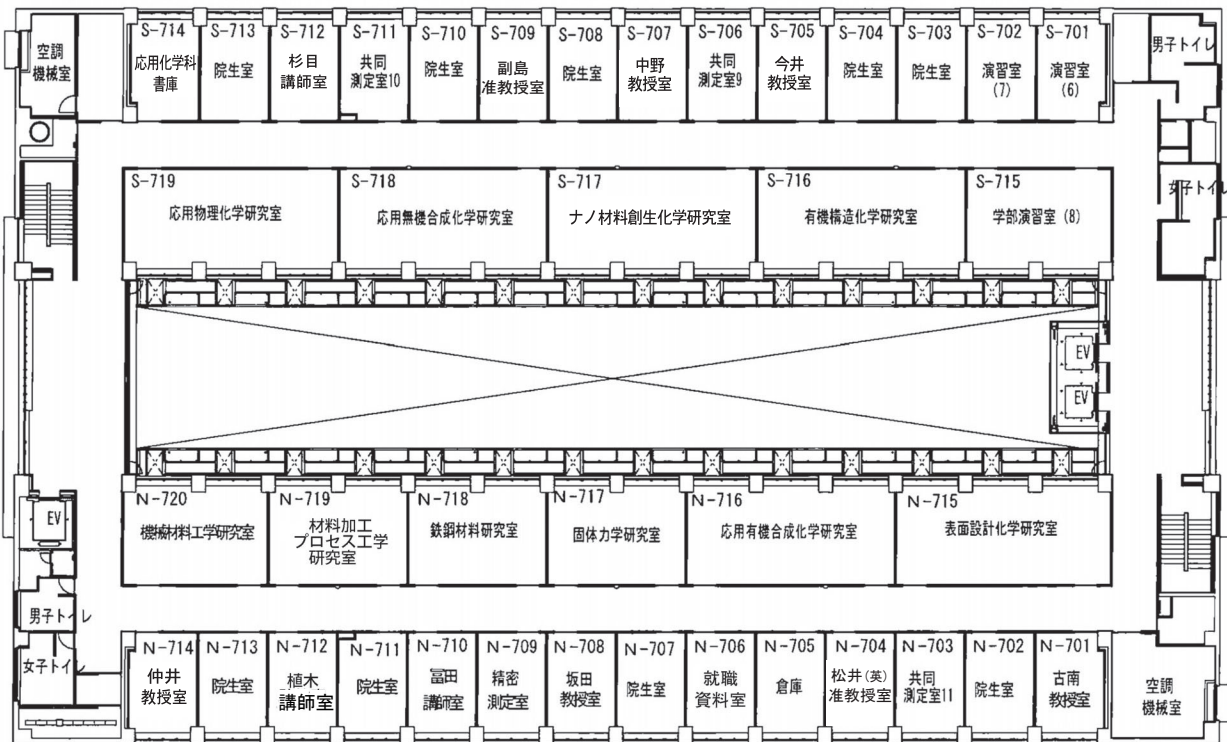 空調
機械室
S-714
応用化学科
書庫
S-713
院生室
S-712
杉目
講師室
S-711
共同
測定室10
S-710
院生室
S-709
副島
准教授室
S-708
院生室
S-707
中野
教授室
S-706
共同
測定室9
S-705
今井
教授室
S-704
院生室
S-703
院生室
S-702
演習室
(7)
S-701
演習室
(6)
男子トイレ
S-719
応用物理化学研究室
S-718
応用無機合成化学研究室
S-717
ナノ材料創生化学研究室
S-716
有機構造化学研究室
S-715
学部演習室 (8)
女子トイレ
EV
EV
EV
N-720
機械材料工学研究室
N-719
材料加工
プロセス工学
研究室
N-718
鉄鋼材料研究室
N-717
固体力学研究室
N-716
応用有機合成化学研究室
N-715
表面設計化学研究室
男子トイレ
女子トイレ
N-714
仲井
教授室
N-713
院生室
N-712
植木
講師室
N-711
院生室
N-710
冨田
講師室
N-709
精密
測定室
N-708
坂田
教授室
N-707
院生室
N-706
就職
資料室
N-705
倉庫
N-704
松井(英)
准教授室
N-703
共同
測定室11
N-702
院生室
N-701
古南
教授室
空調
機械室